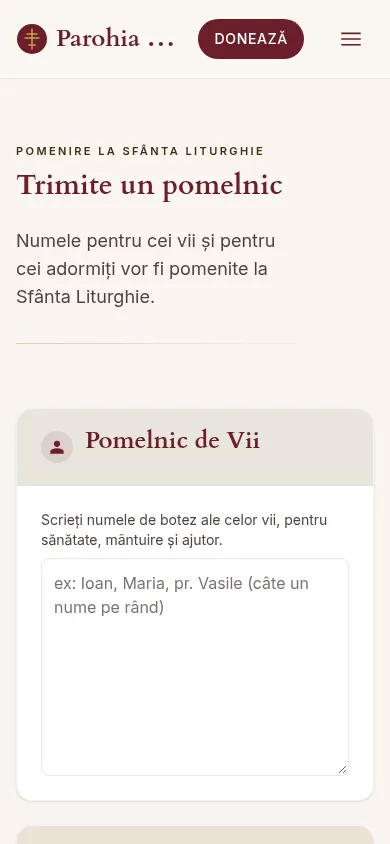 Parohia ...
DONEAZĂ
POMENIRE LA SFÂNTA LITURGHIE
Trimite un pomelnic
Numele pentru cei vii și pentru
cei adormiți vor fi pomenite la
Sfânta Liturghie.
Pomelnic de Vii
Scrieți numele de botez ale celor vii, pentru
sănătate, mântuire și ajutor.
ex: Ioan, Maria, pr. Vasile (câte un
nume pe rând)